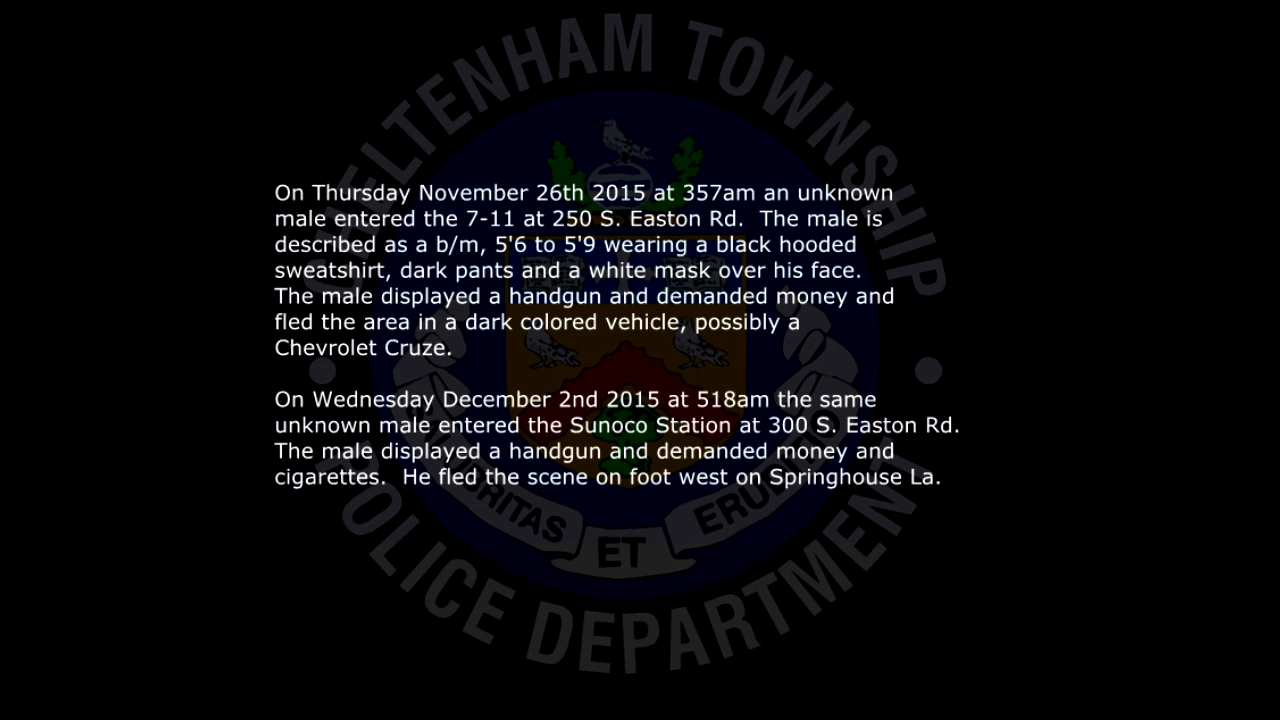 CHELTENHAM TOWNSHIP
On Thursday November 26th 2015 at 357am an unknown
male entered the 7-11 at 250 S. Easton Rd.  The male is
described as a b/m, 5'6 to 5'9 wearing a black hooded
sweatshirt, dark pants and a white mask over his face.
The male displayed a handgun and demanded money and
fled the area in a dark colored vehicle, possibly a
Chevrolet Cruze.
On Wednesday December 2nd 2015 at 518am the same
unknown male entered the Sunoco Station at 300 S. Easton Rd.
The male displayed a handgun and demanded money and
cigarettes.  He fled the scene on foot west on Springhouse La.
ET
POLICE DEPARTMENT